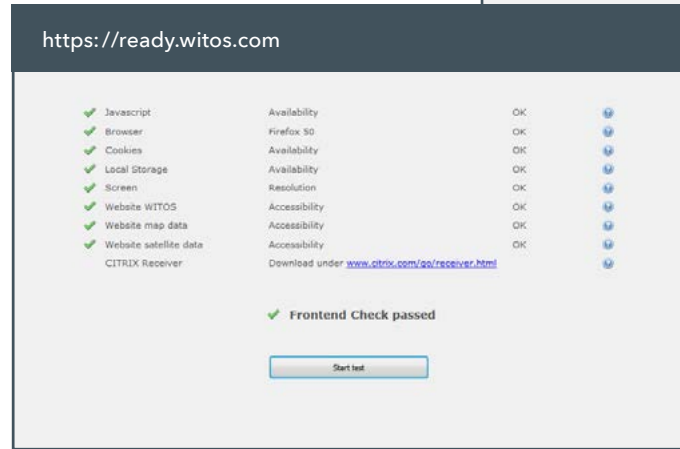 https://ready.witos.com
Javascript Availability OK
Browser Firefox 50 OK
Cookies Availability OK
Local Storage Availability OK
Screen Resolution OK
Website WITOS Accessibility OK
Website map data Accessibility OK
Website satellite data Accessibility OK
CITRIX Receiver Download under www.citrix.com/go/receiver.html
Frontend Check passed
Start test